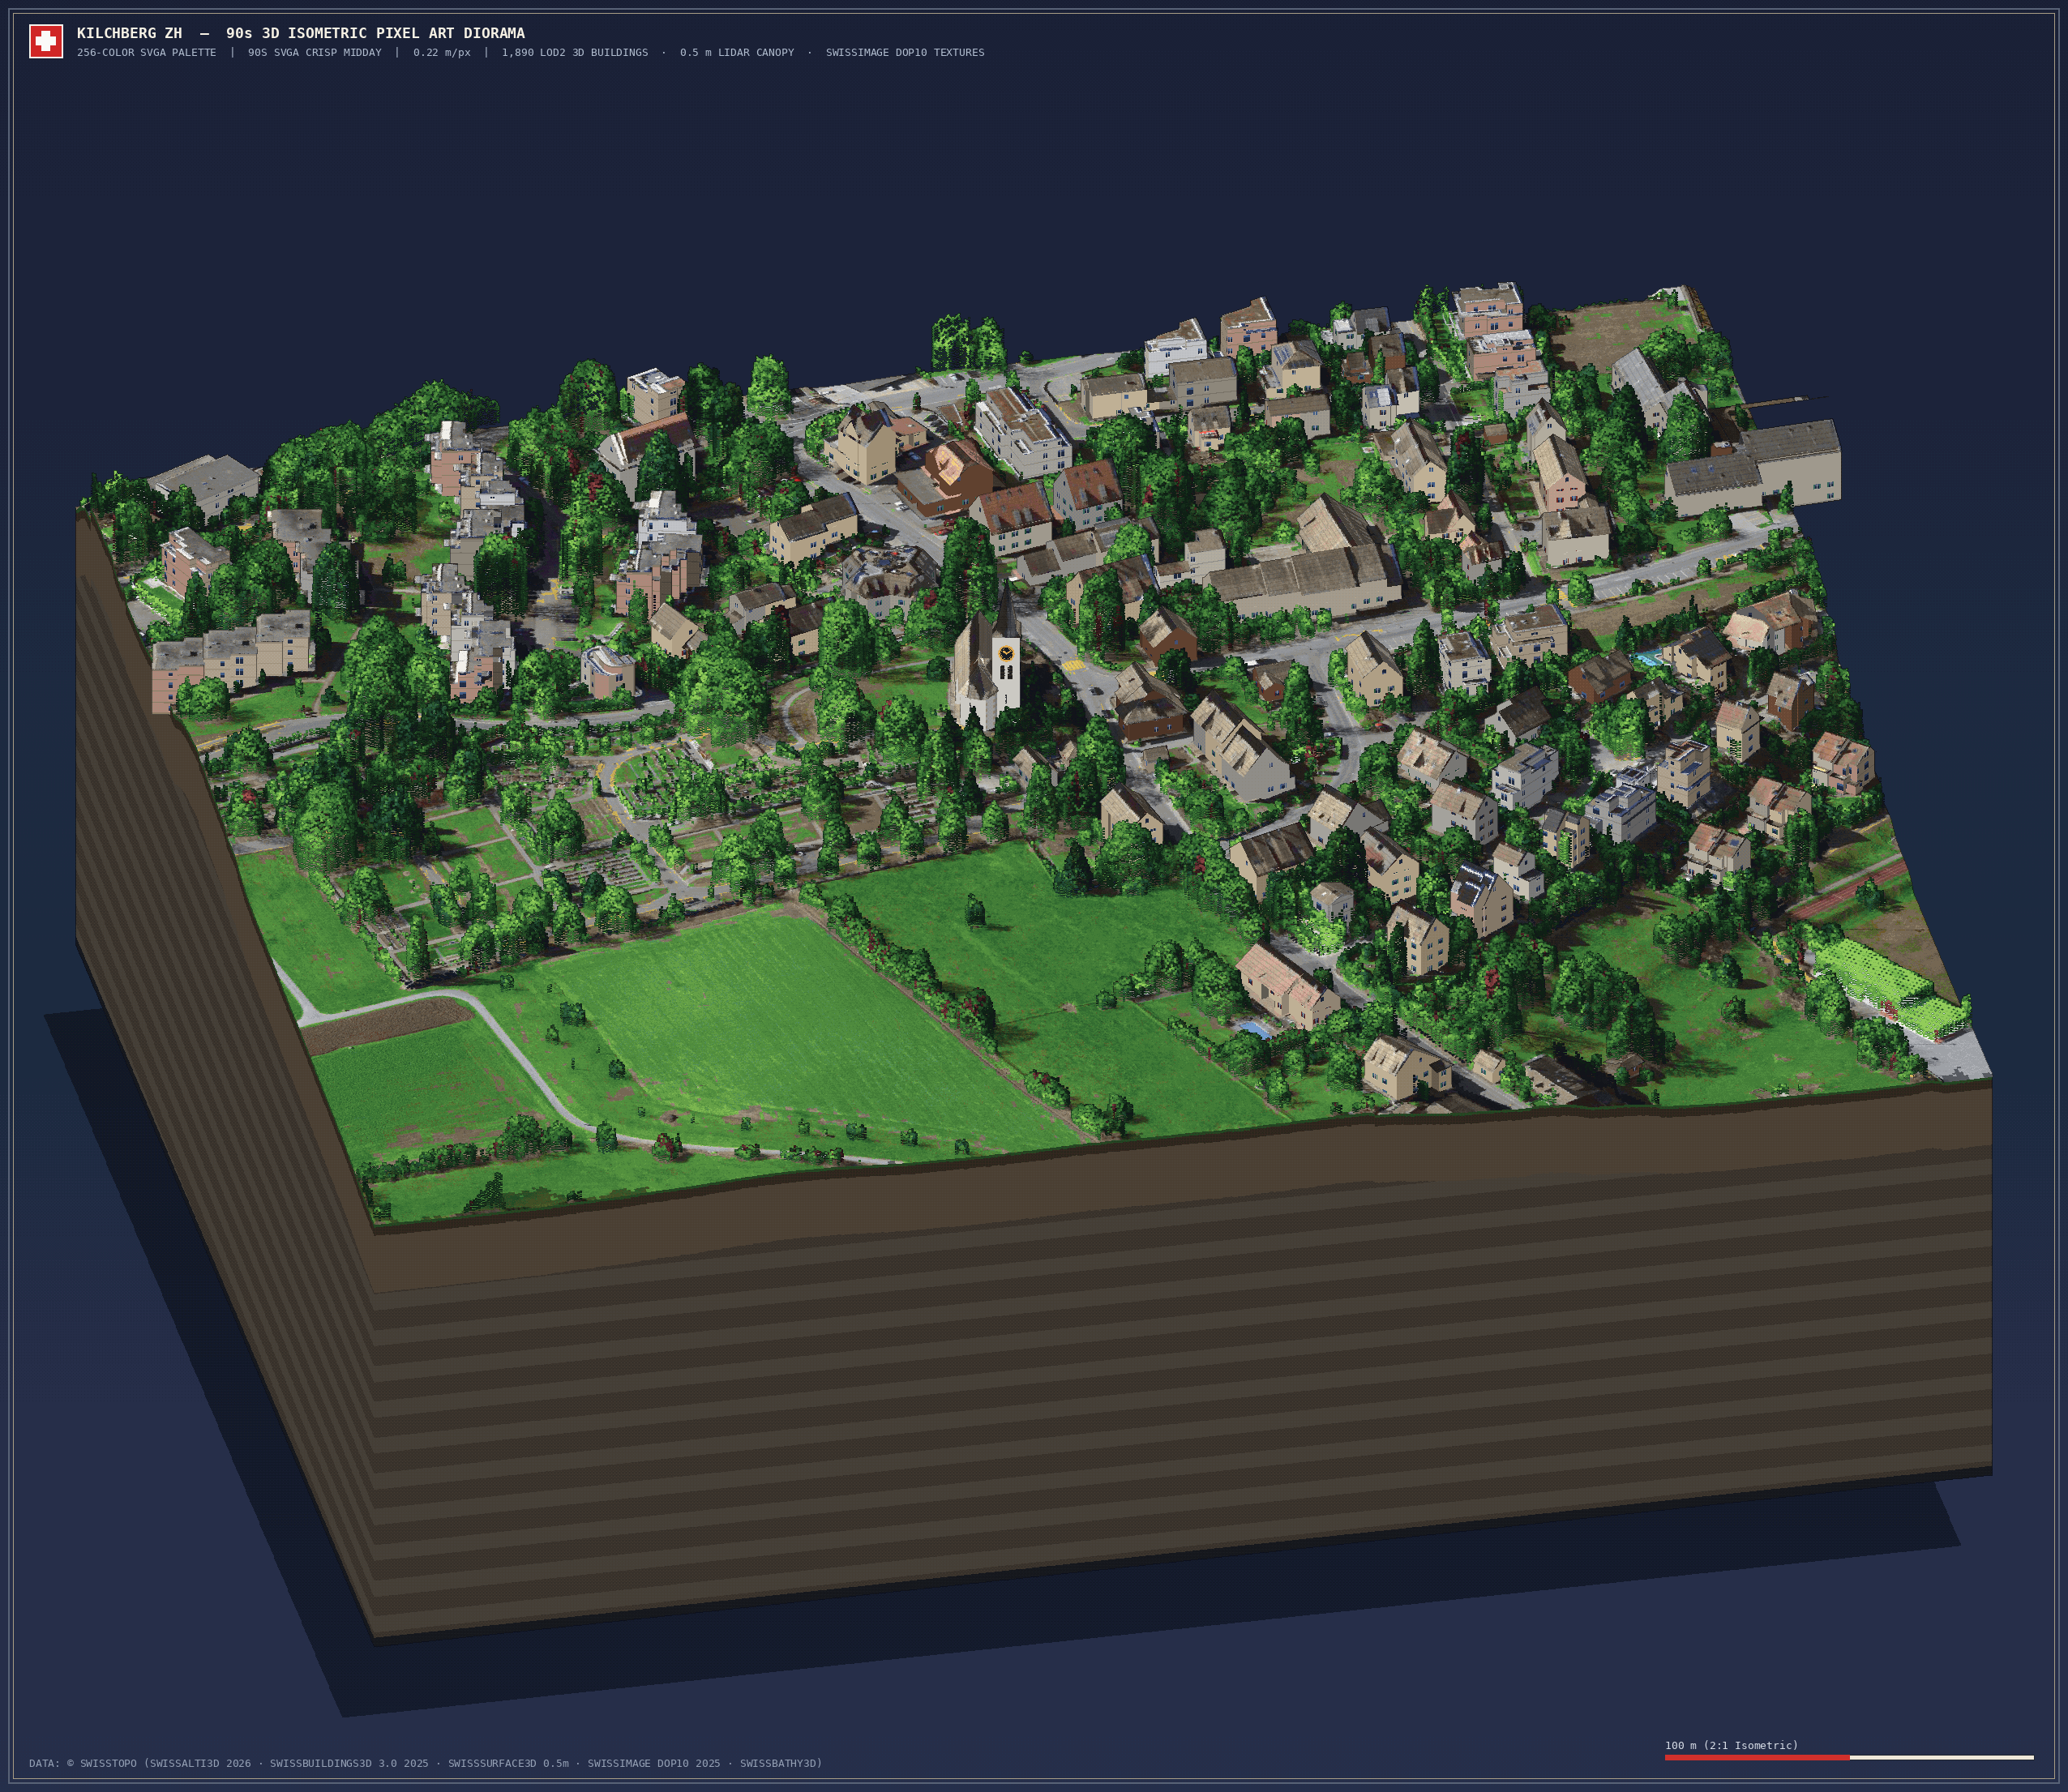 KILCHBERG ZH — 90s 3D ISOMETRIC PIXEL ART DIORAMA
256-COLOR SVGA PALETTE | 90S SVGA CRISP MIDDAY | 0.22 m/px | 1,890 LOD2 3D BUILDINGS · 0.5 m LIDAR CANOPY · SWISSIMAGE DOP10 TEXTURES
100 m (2:1 Isometric)
DATA: © SWISSTOPO (SWISSALTI3D 2026 · SWISSBUILDINGS3D 3.0 2025 · SWISSSURFACE3D 0.5m · SWISSIMAGE DOP10 2025 · SWISSBATHY3D)